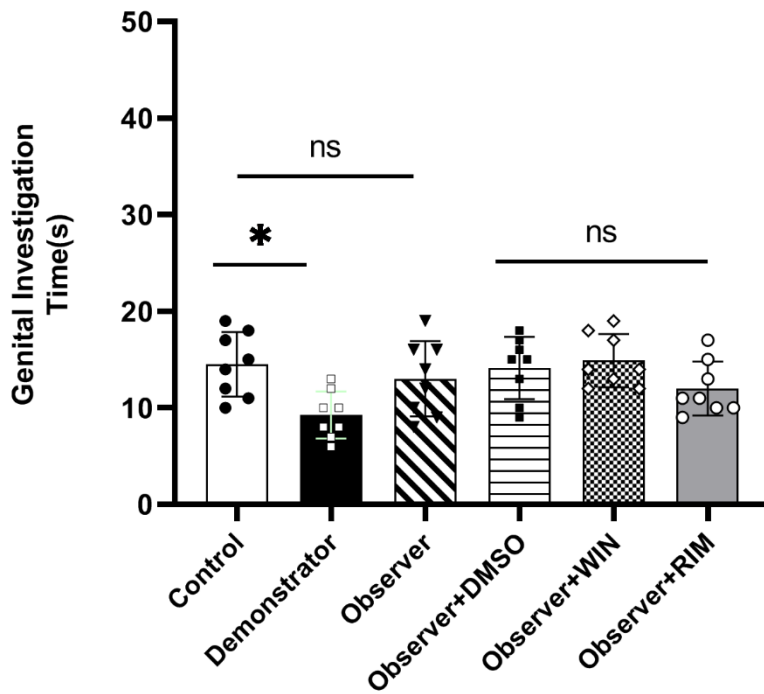 Genital Investigation
Time(s)
50
40
30
20
10
0
ns
*
ns
Control
Demonstrator
Observer
Observer+DMSO
Observer+WIN
Observer+RIM